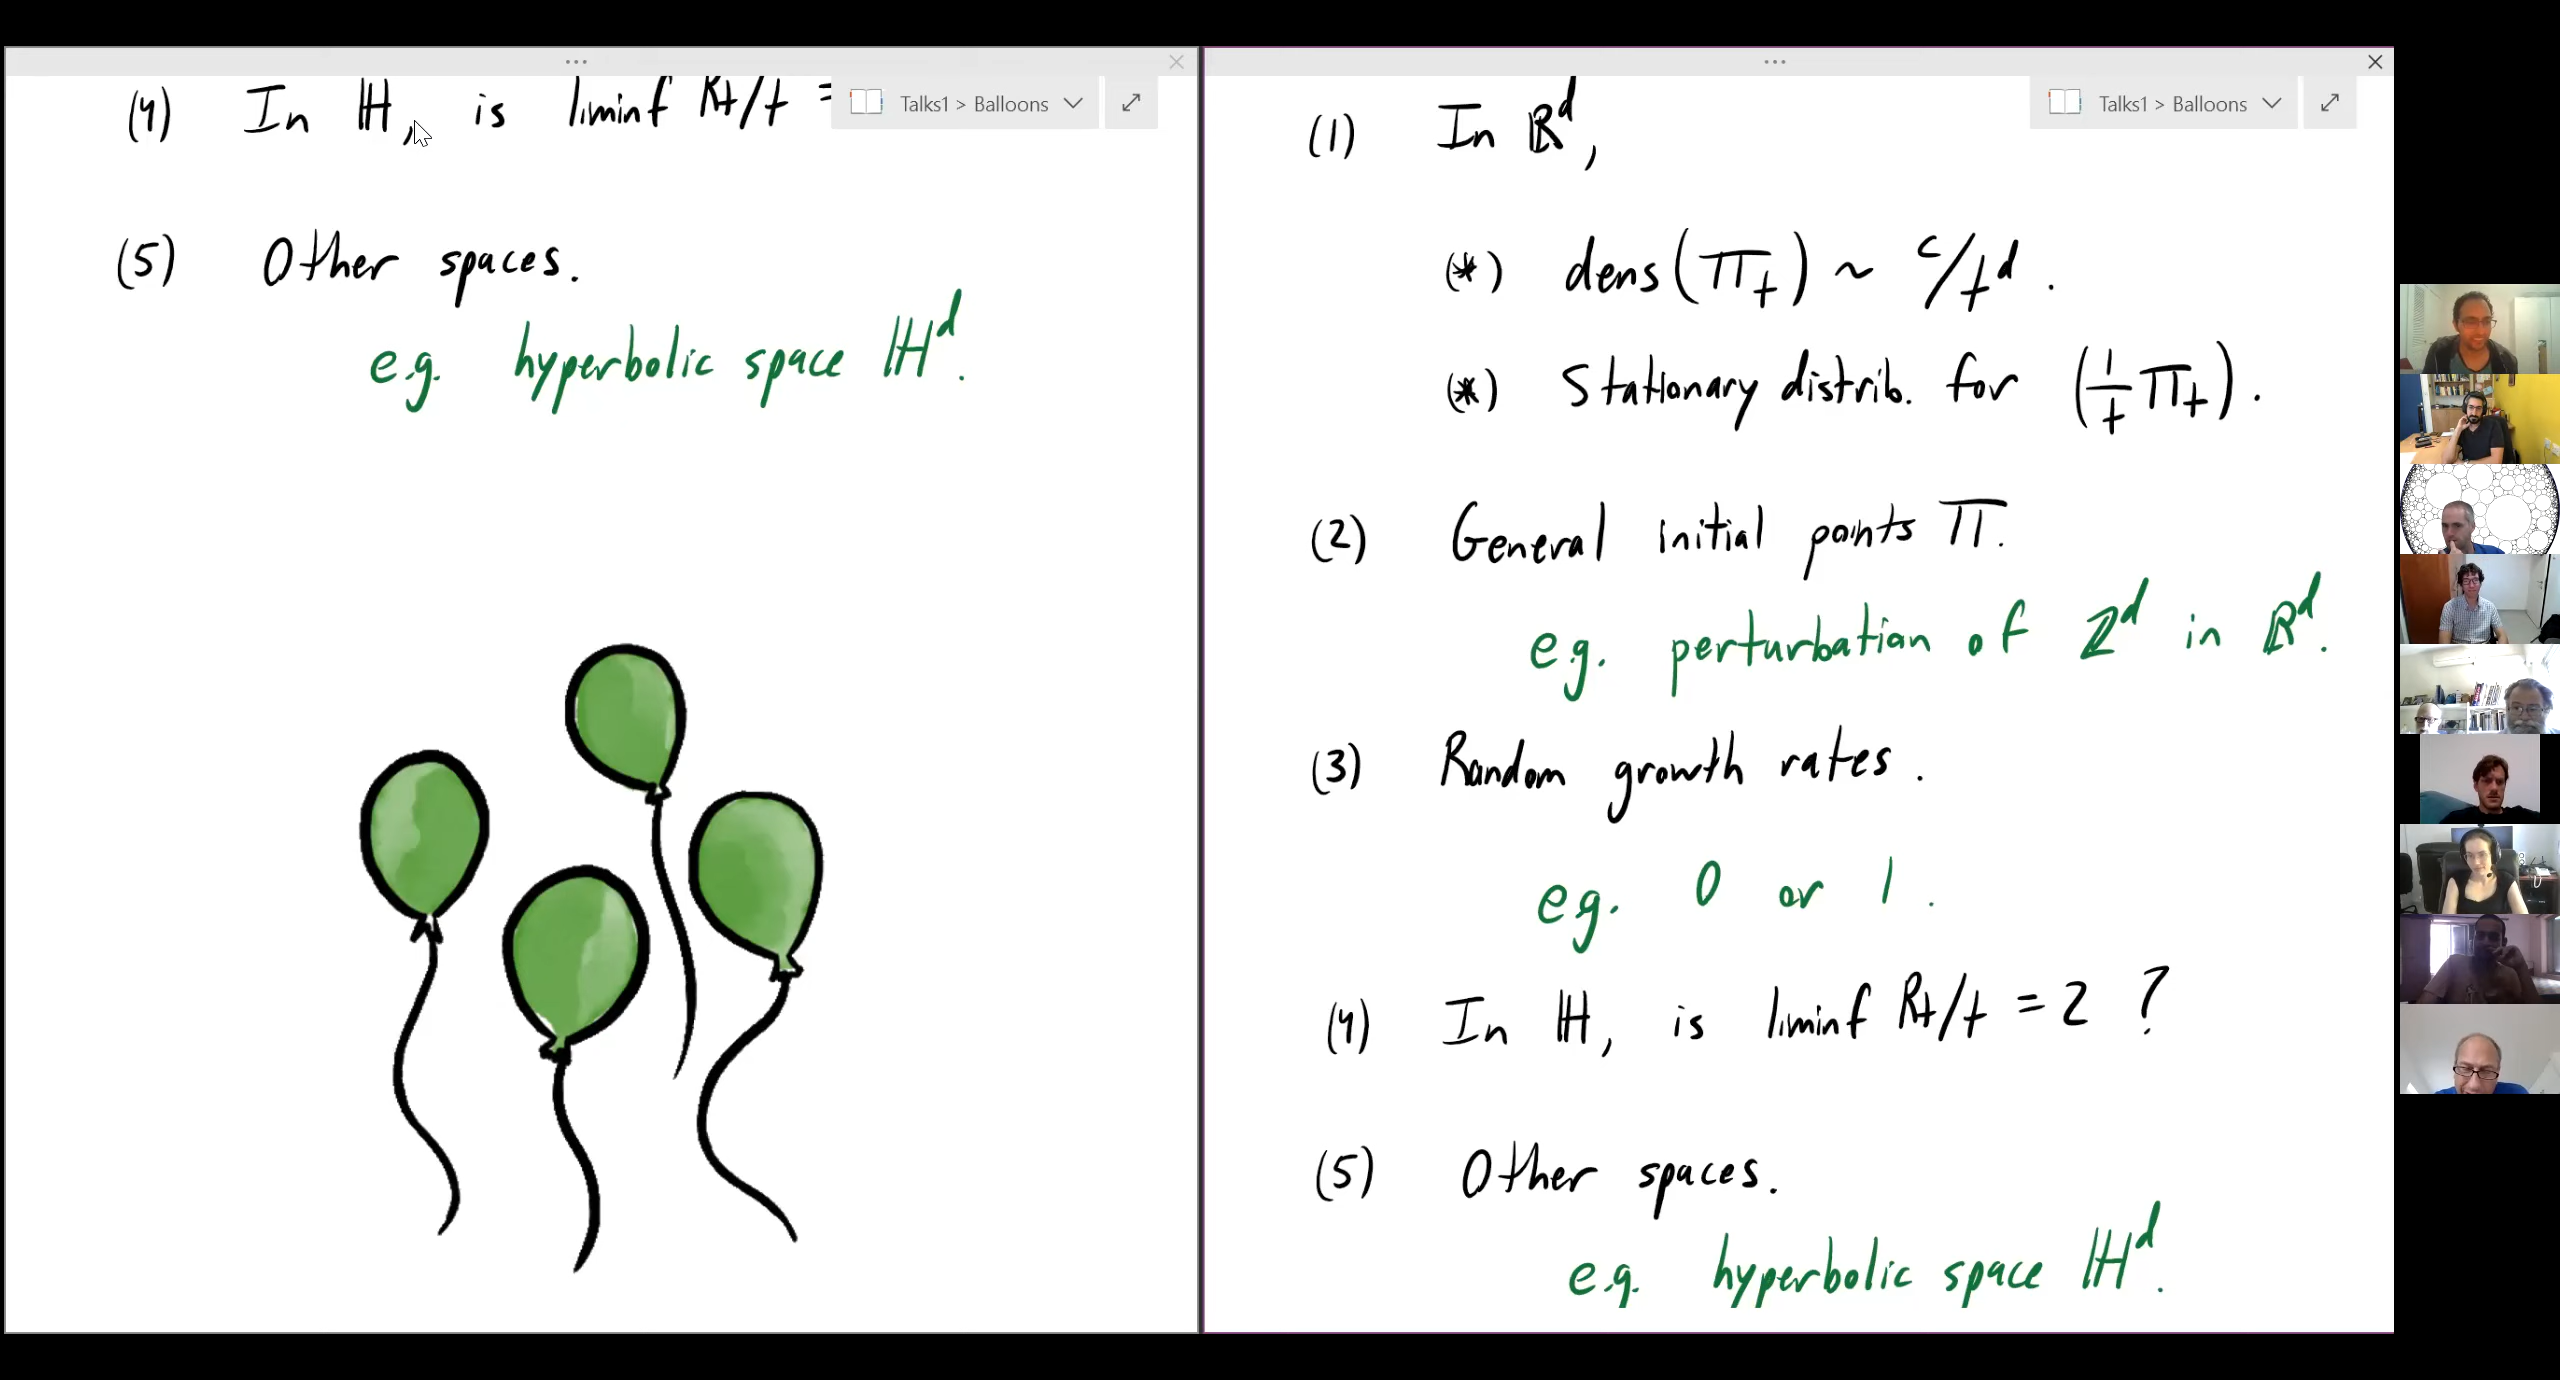 (4) In ℍ, is liminf Rt/t =
Talks1 > Balloons
(5) Other spaces.
e.g. hyperbolic space ℍ^d.
Talks1 > Balloons
(1) In ℝ^d,
(*) dens(Π_t) ~ c/t^d.
(*) Stationary distrib. for (1/t Π_t).
(2) General initial points Π.
e.g. perturbation of ℤ^d in ℝ^d.
(3) Random growth rates.
e.g. 0 or 1.
(4) In ℍ, is liminf Rt/t = 2 ?
(5) Other spaces.
e.g. hyperbolic space ℍ^d.